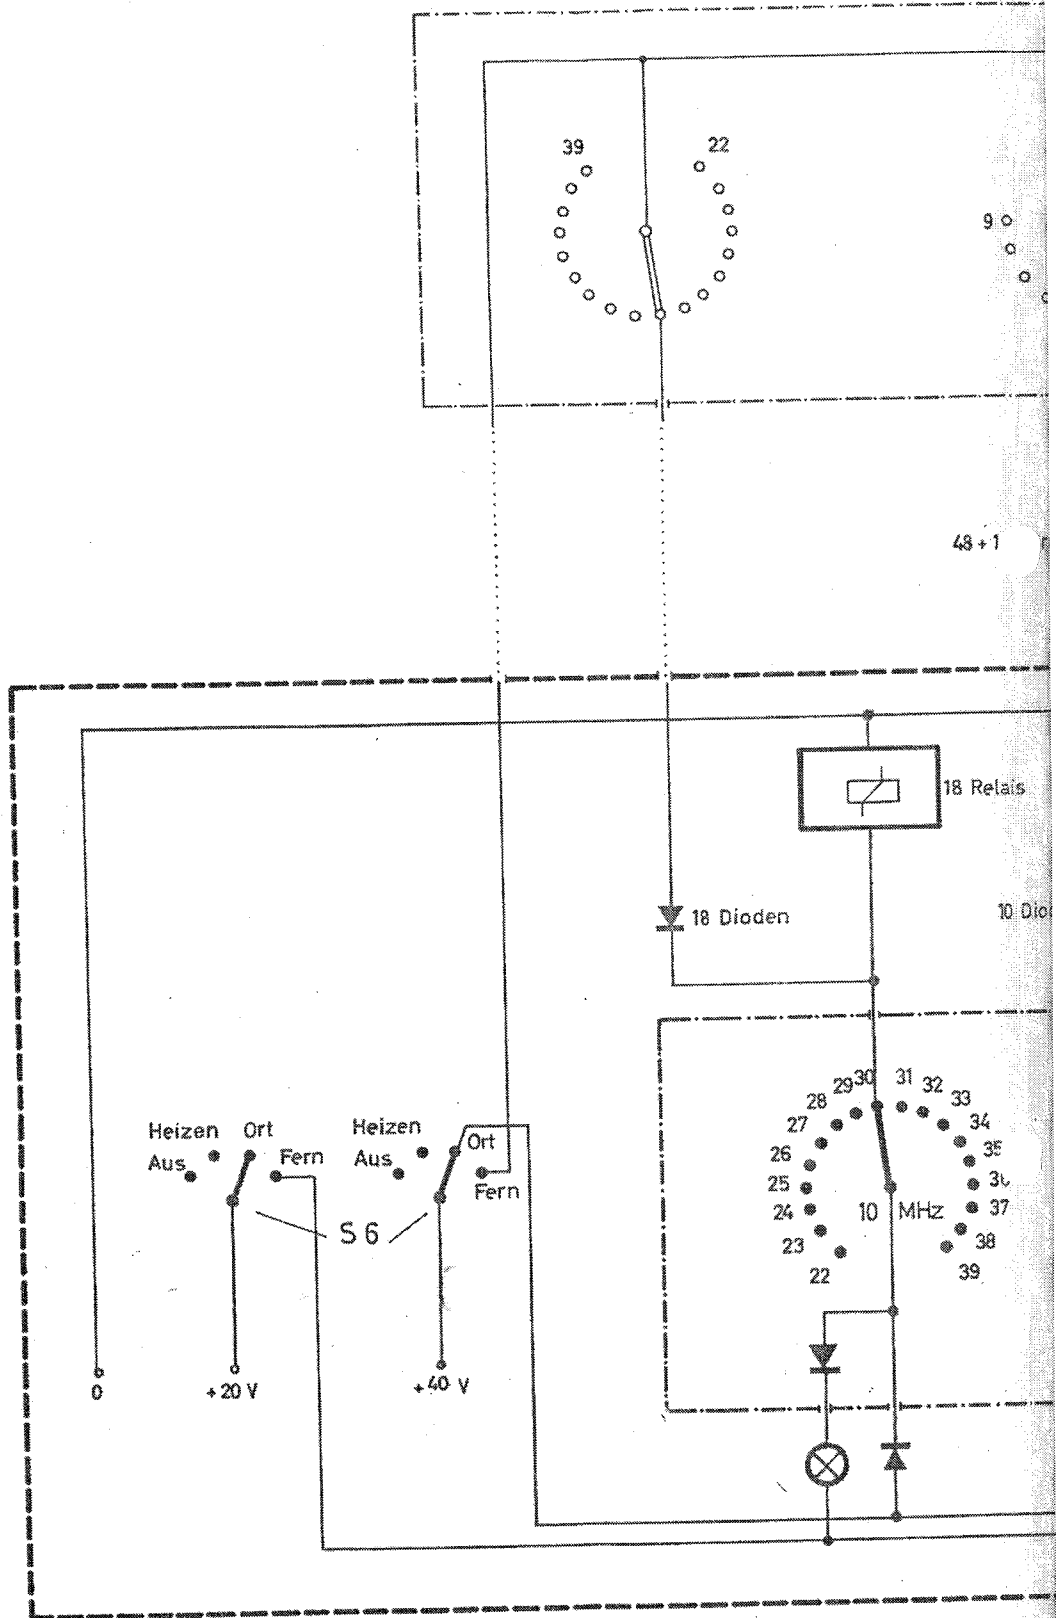 39
22
9
48 + 1
18 Relais
18 Dioden
10
29 30 31 32
28 33
27 34
26 35
25
24 10 MHz 37
23 38
22 39
Heizen Ort
Aus Fern
Heizen
Aus Ort
Fern
S 6
0
+20 V
+40 V